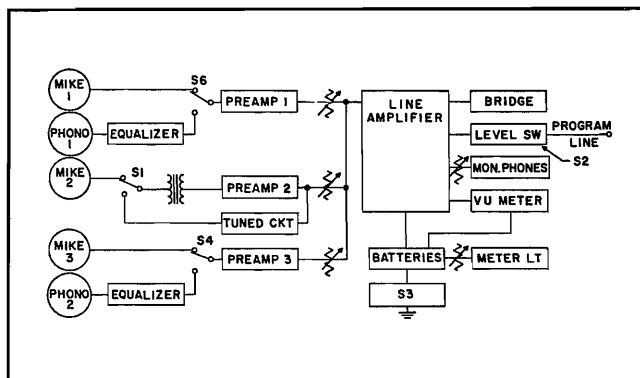 MIKE 1
S6
PREAMP 1
LINE AMPLIFIER
BRIDGE
PHONO 1
EQUALIZER
LEVEL SW
PROGRAM LINE
S2
MIKE 2
S1
PREAMP 2
MON. PHONES
TUNED CKT
VU METER
MIKE 3
S4
PREAMP 3
BATTERIES
METER LT
PHONO 2
EQUALIZER
S3